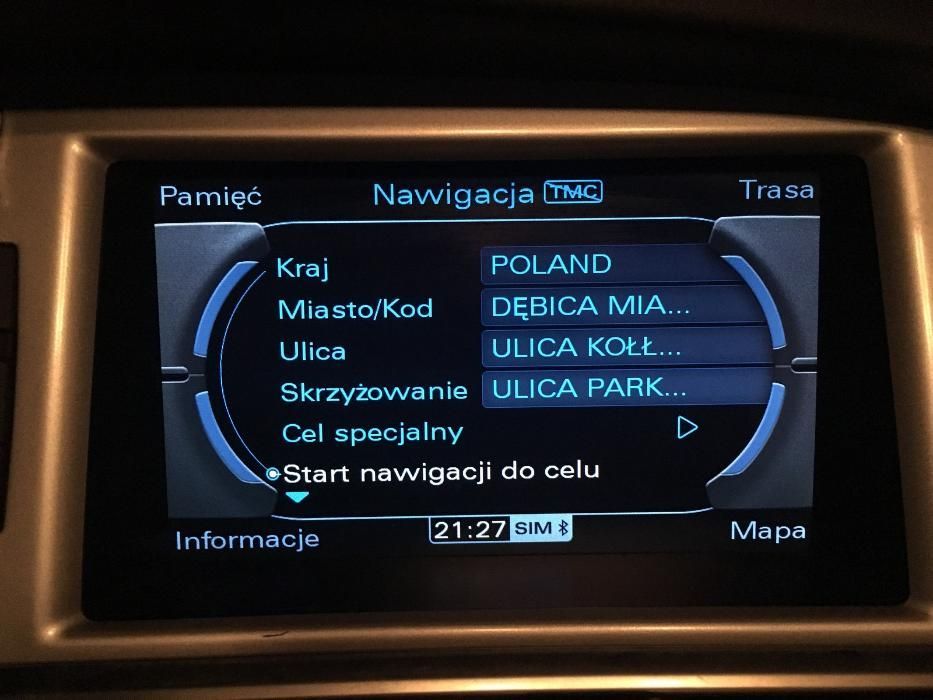 Pamięć Nawigacja TMC Trasa
Kraj POLAND
Miasto/Kod DĘBICA MIA...
Ulica ULICA KOŁŁ...
Skrzyżowanie ULICA PARK...
Cel specjalny
Start nawigacji do celu
Informacje 21:27 SIM Mapa